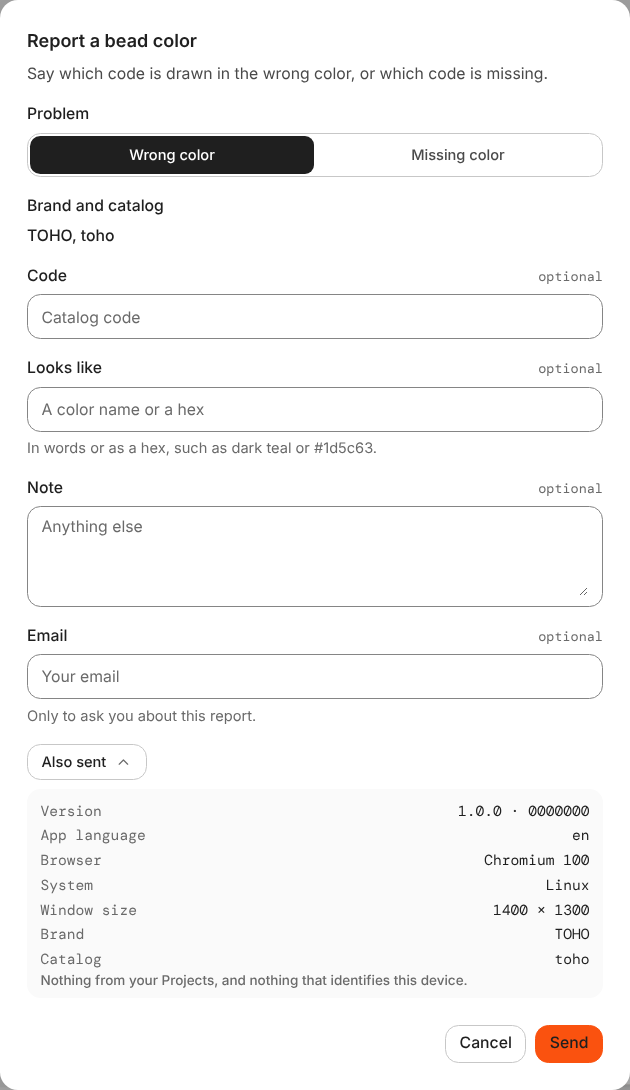 Report a bead color
Say which code is drawn in the wrong color, or which code is missing.
Problem
Wrong color
Missing color
Brand and catalog
TOHO, toho
Code optional
Catalog code
Looks like optional
A color name or a hex
In words or as a hex, such as dark teal or #1d5c63.
Note optional
Anything else
Email optional
Your email
Only to ask you about this report.
Also sent
Version 1.0.0 · 0000000
App language en
Browser Chromium 100
System Linux
Window size 1400 × 1300
Brand TOHO
Catalog toho
Nothing from your Projects, and nothing that identifies this device.
Cancel Send